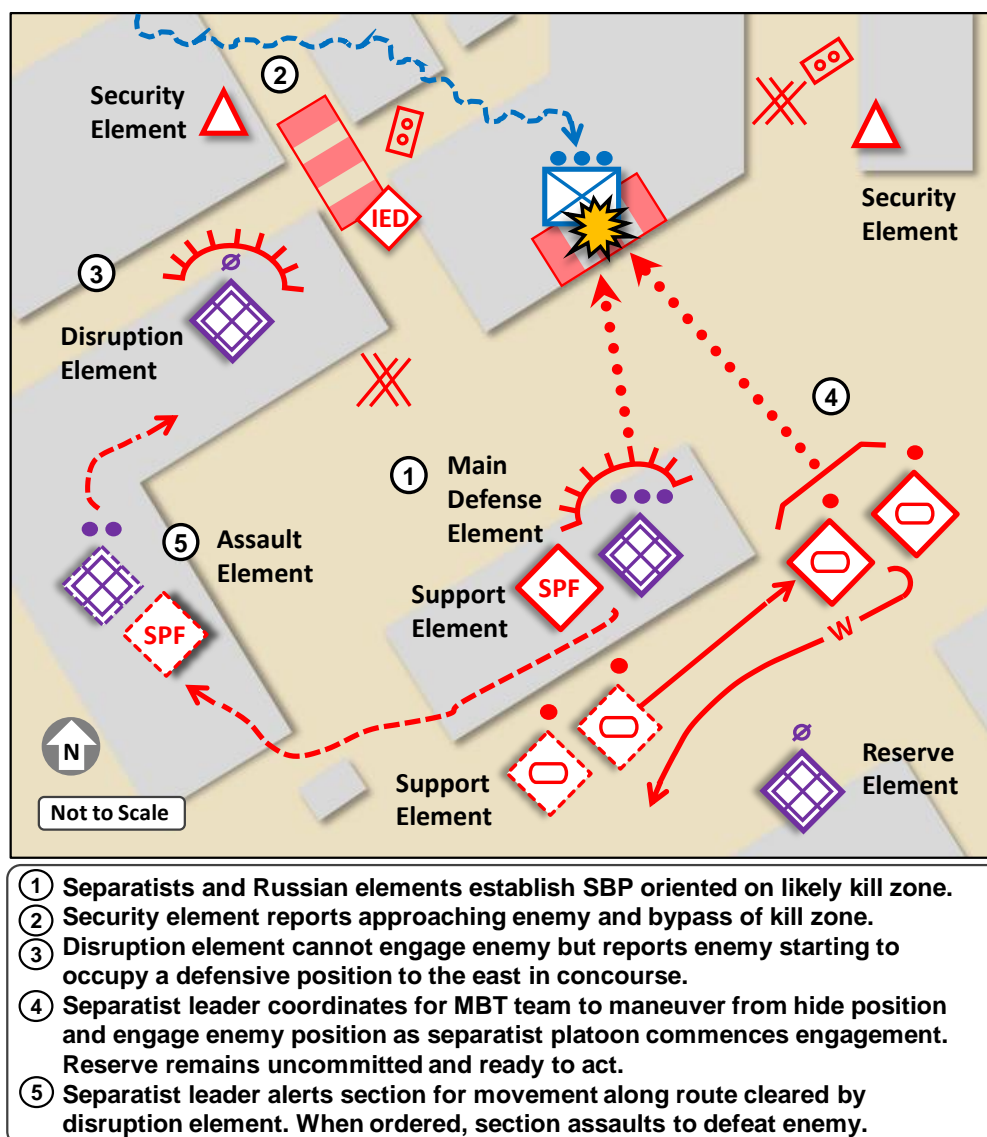 2
Security
Element
IED
Security
Element
3
Disruption
Element
4
1
Main
Defense
Element
5
Assault
Element
SPF
Support
Element
SPF
W
N
Support
Element
Reserve
Element
Not to Scale
1 Separatists and Russian elements establish SBP oriented on likely kill zone.
2 Security element reports approaching enemy and bypass of kill zone.
3 Disruption element cannot engage enemy but reports enemy starting to
occupy a defensive position to the east in concourse.
4 Separatist leader coordinates for MBT team to maneuver from hide position
and engage enemy position as separatist platoon commences engagement.
Reserve remains uncommitted and ready to act.
5 Separatist leader alerts section for movement along route cleared by
disruption element. When ordered, section assaults to defeat enemy.